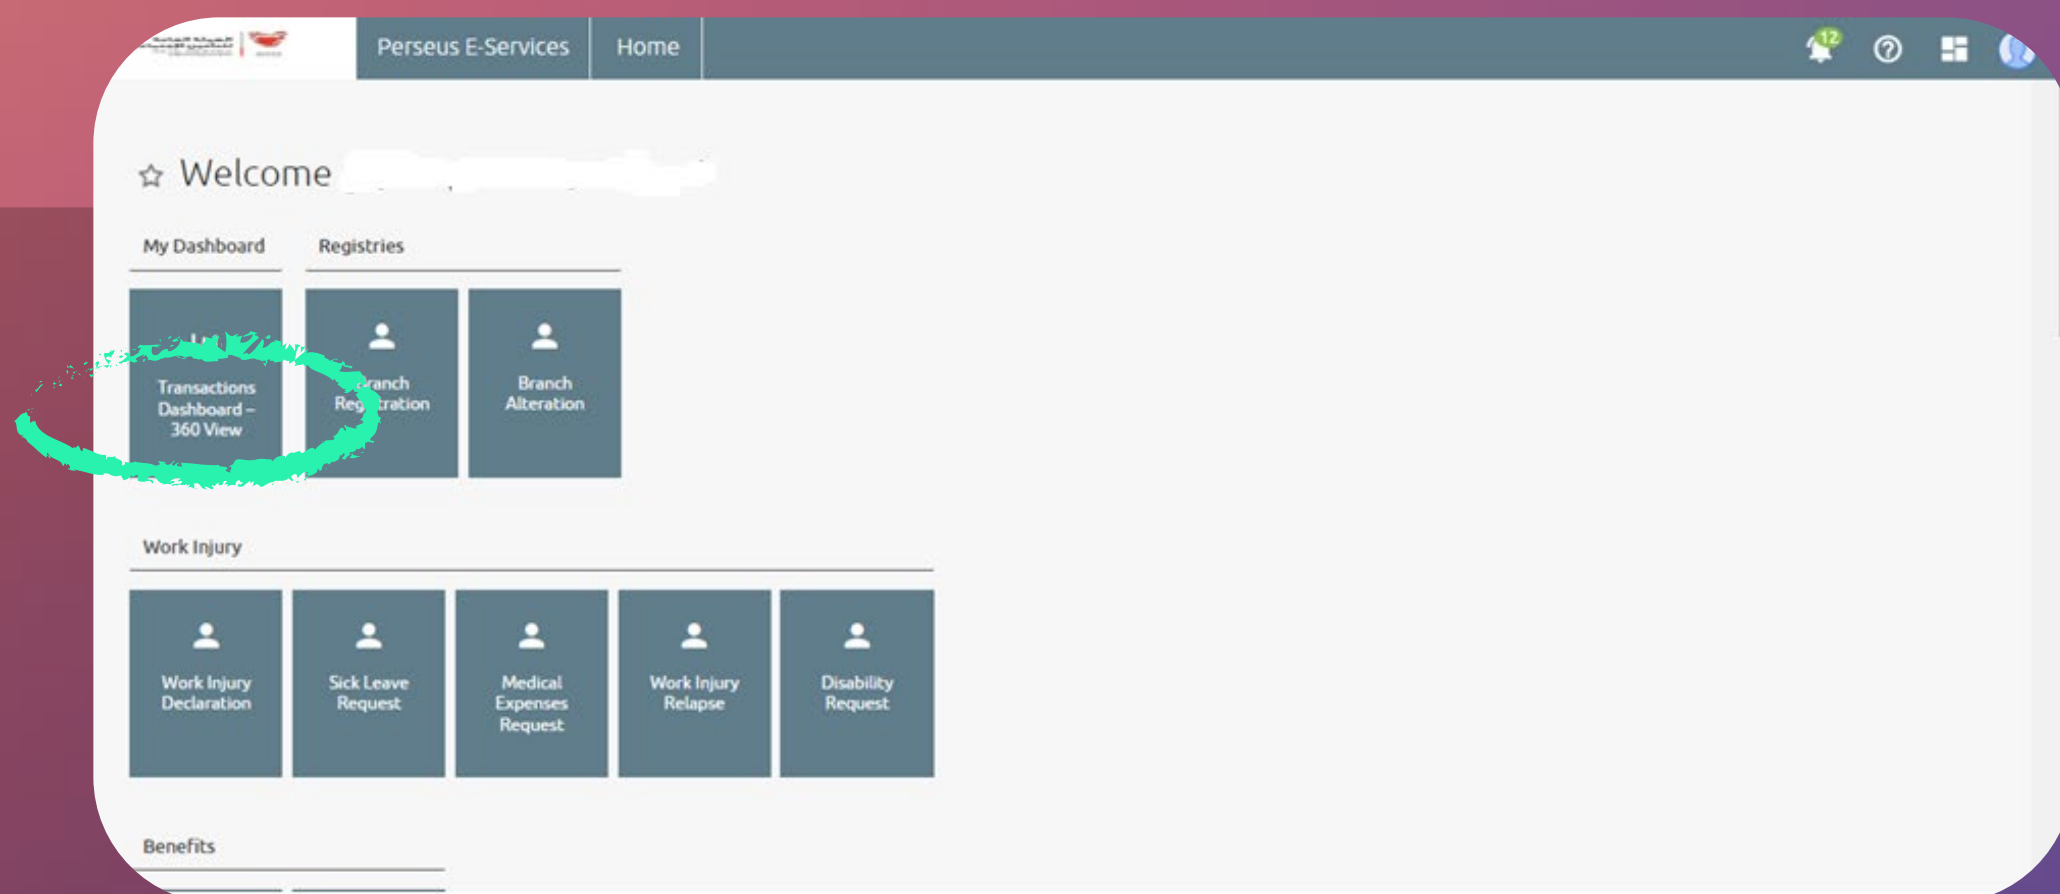 Perseus E-Services
Home
12
Welcome
My Dashboard
Registries
Transactions
Dashboard –
360 View
Branch
Alteration
Work Injury
Work Injury
Declaration
Sick Leave
Request
Medical
Expenses
Request
Work Injury
Relapse
Disability
Request
Benefits